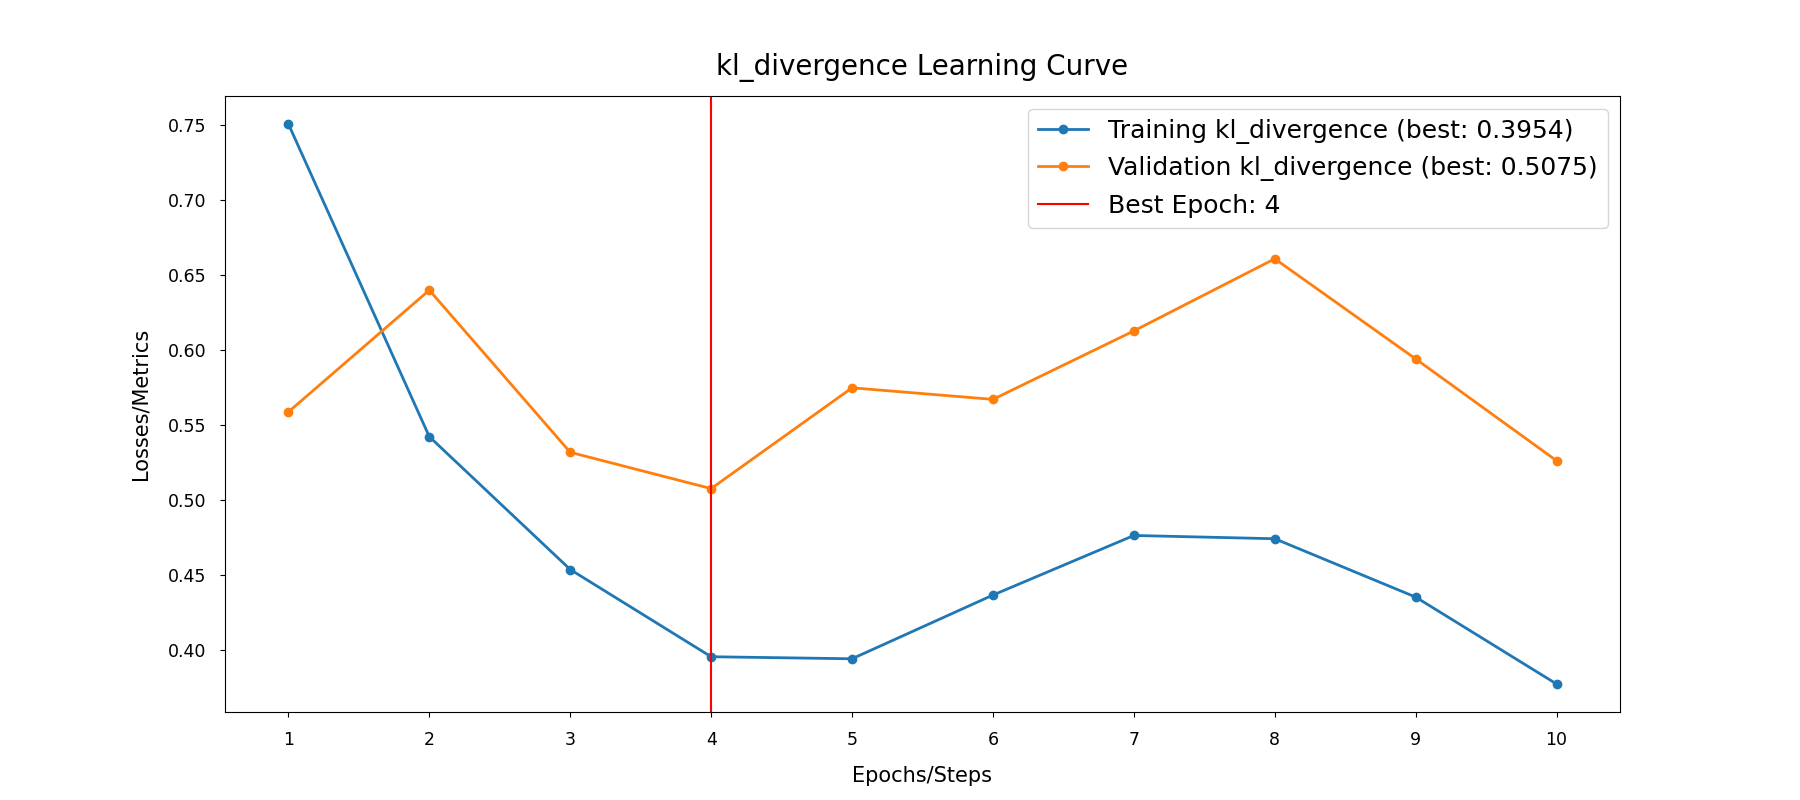 kl_divergence Learning Curve
Training kl_divergence (best: 0.3954)
Validation kl_divergence (best: 0.5075)
Best Epoch: 4
Losses/Metrics
0.75
0.70
0.65
0.60
0.55
0.50
0.45
0.40
1 2 3 4 5 6 7 8 9 10
Epochs/Steps